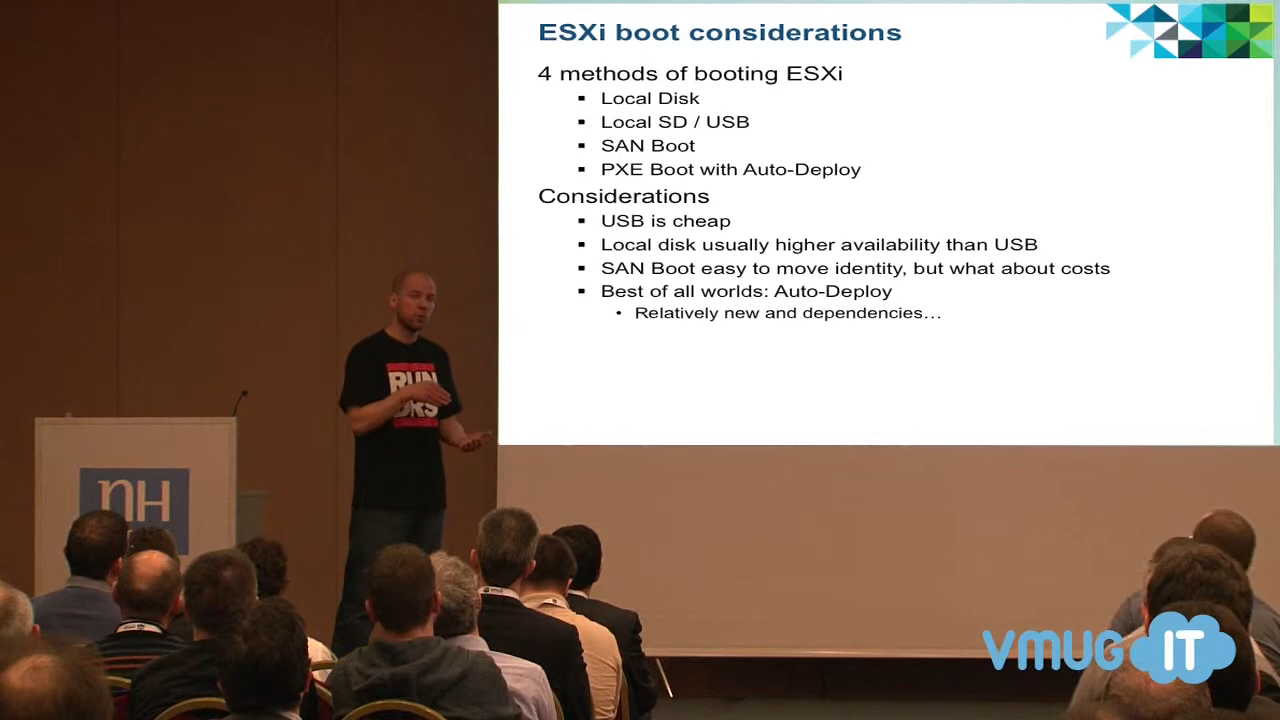 ESXi boot considerations
4 methods of booting ESXi
▪ Local Disk
▪ Local SD / USB
▪ SAN Boot
▪ PXE Boot with Auto-Deploy
Considerations
▪ USB is cheap
▪ Local disk usually higher availability than USB
▪ SAN Boot easy to move identity, but what about costs
▪ Best of all worlds: Auto-Deploy
• Relatively new and dependencies…
RUN
DRS
nH
VMUG IT